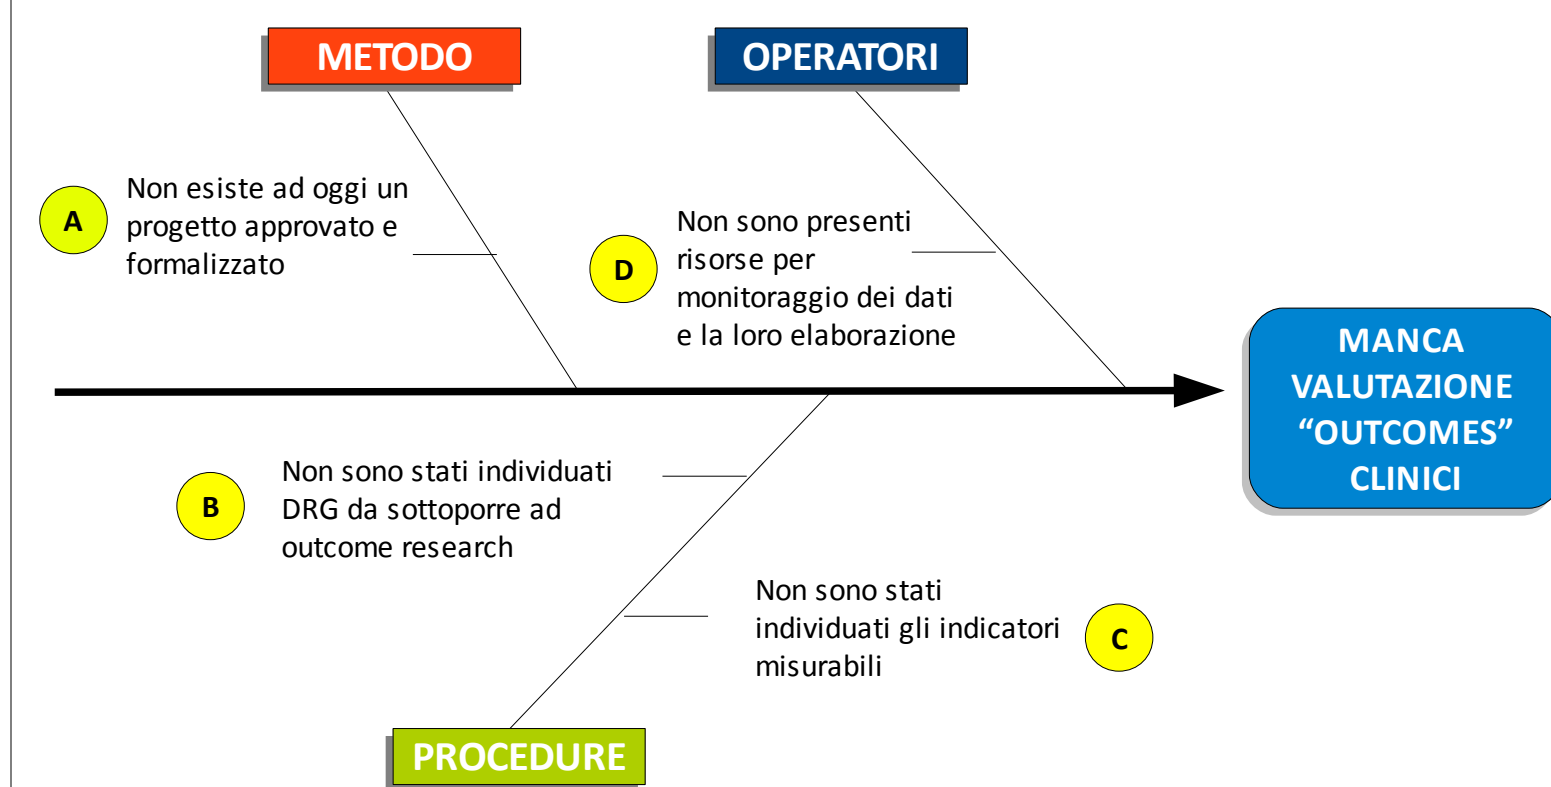 METODO
OPERATORI
A
Non esiste ad oggi un
progetto approvato e
formalizzato
D
Non sono presenti
risorse per
monitoraggio dei dati
e la loro elaborazione
MANCA
VALUTAZIONE
“OUTCOMES”
CLINICI
B
Non sono stati individuati
DRG da sottoporre ad
outcome research
Non sono stati
individuati gli indicatori
misurabili
C
PROCEDURE